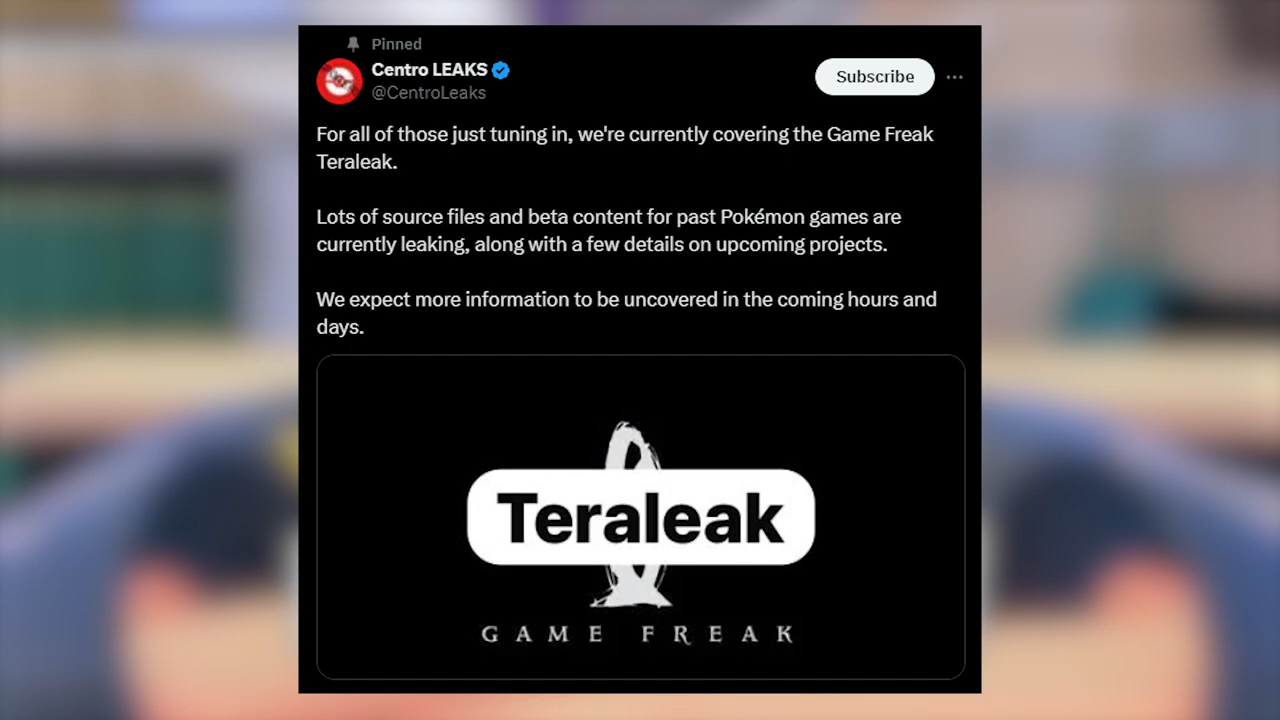 Pinned
Centro LEAKS
@CentroLeaks
Subscribe
For all of those just tuning in, we're currently covering the Game Freak
Teraleak.
Lots of source files and beta content for past Pokémon games are
currently leaking, along with a few details on upcoming projects.
We expect more information to be uncovered in the coming hours and
days.
Teraleak
GAME FREAK